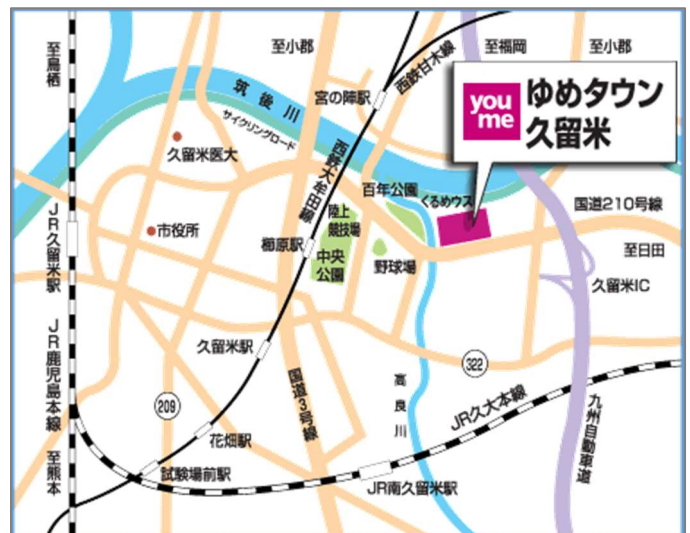 至鳥栖
至小郡
西鉄甘木線
至福岡
至小郡
筑後川
宮の陣駅
サイクリングロード
久留米医大
西鉄大牟田線
you me
ゆめタウン
久留米
百年公園
くるめウス
国道210号線
陸上
競技場
市役所
櫛原駅
中央
公園
野球場
至日田
久留米IC
JR久留米駅
久留米駅
322
JR鹿児島本線
国道3号線
高良川
209
花畑駅
JR久大本線
九州自動車道
至熊本
試験場前駅
JR南久留米駅